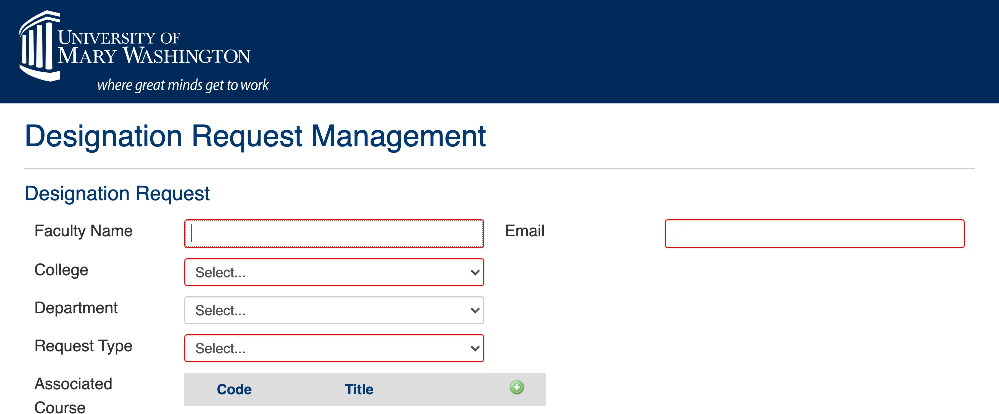 UNIVERSITY OF
MARY WASHINGTON
where great minds get to work
Designation Request Management
Designation Request
Faculty Name
Email
College
Select...
Department
Select...
Request Type
Select...
Associated
Course
Code
Title